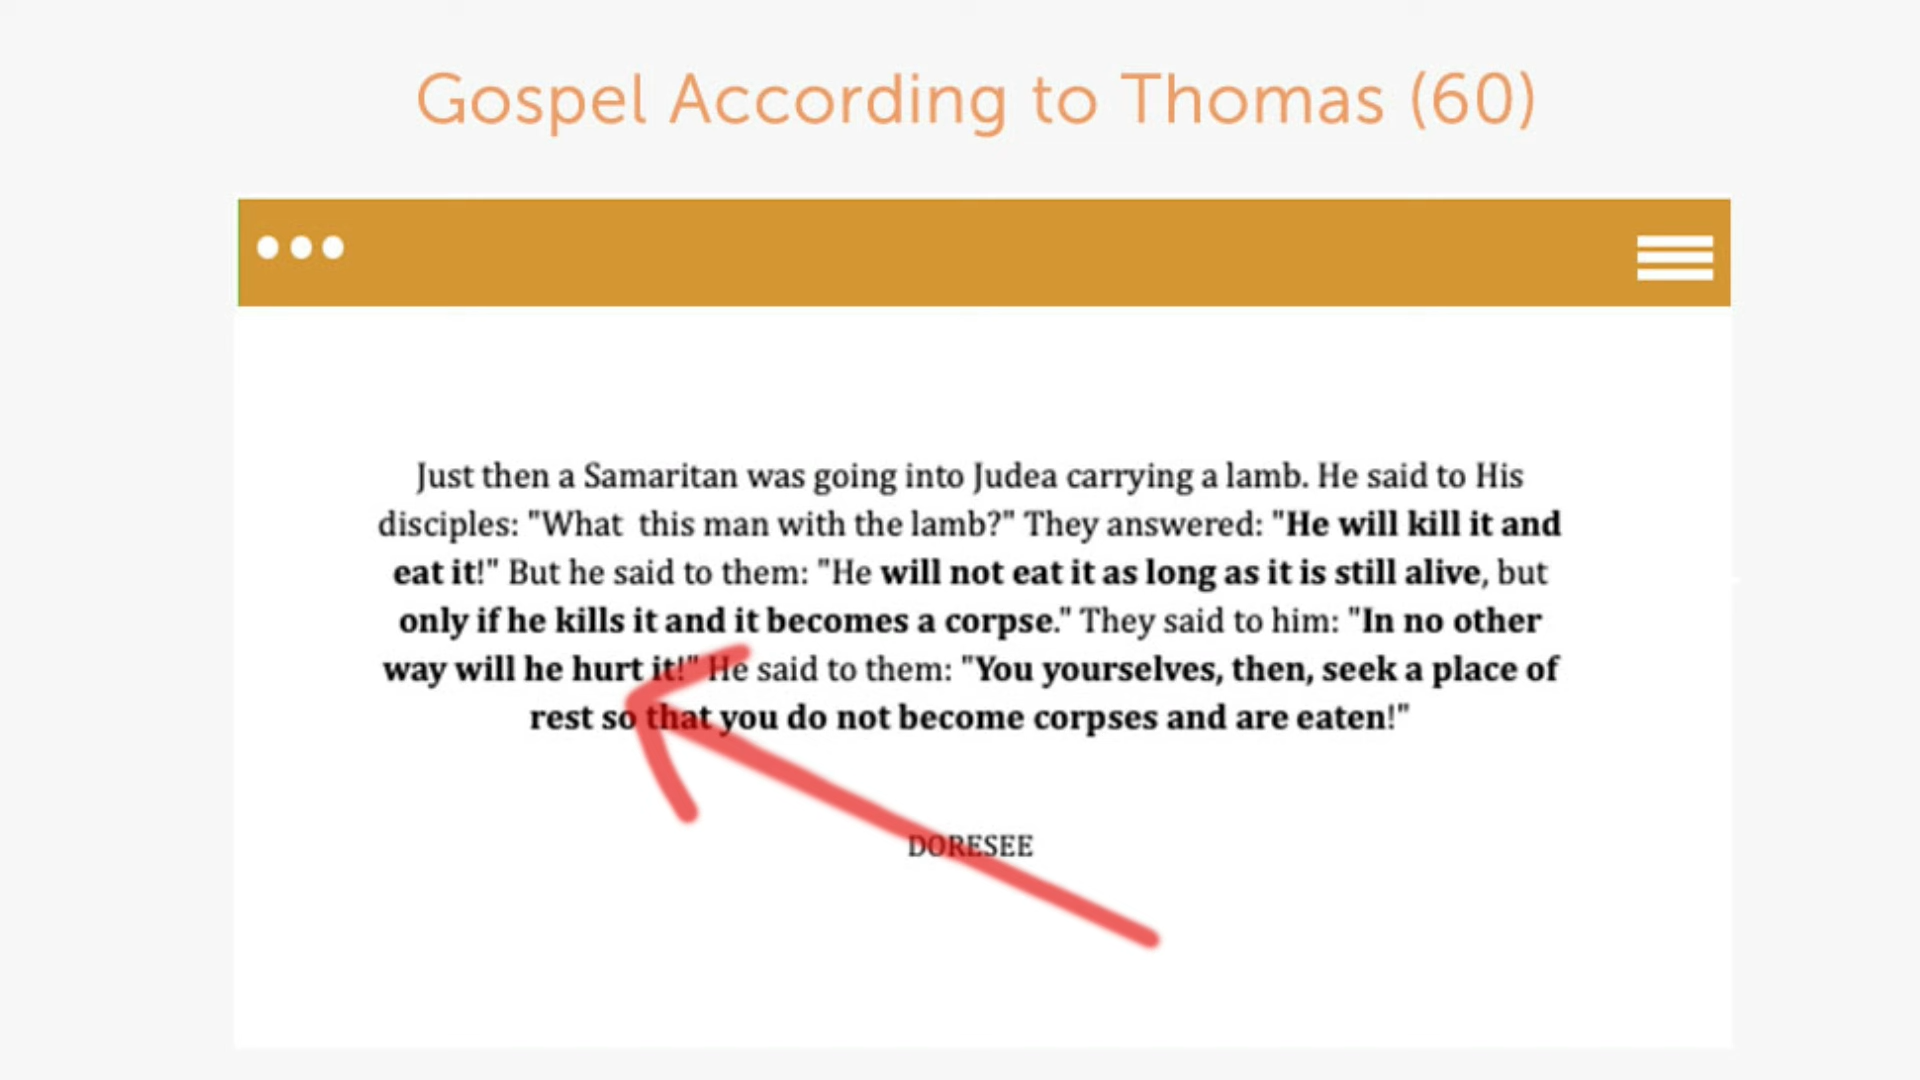 Gospel According to Thomas (60)
Just then a Samaritan was going into Judea carrying a lamb. He said to His
disciples: "What  this man with the lamb?" They answered: "He will kill it and
eat it!" But he said to them: "He will not eat it as long as it is still alive, but
only if he kills it and it becomes a corpse." They said to him: "In no other
way will he hurt it!" He said to them: "You yourselves, then, seek a place of
rest so that you do not become corpses and are eaten!"
DORESEE